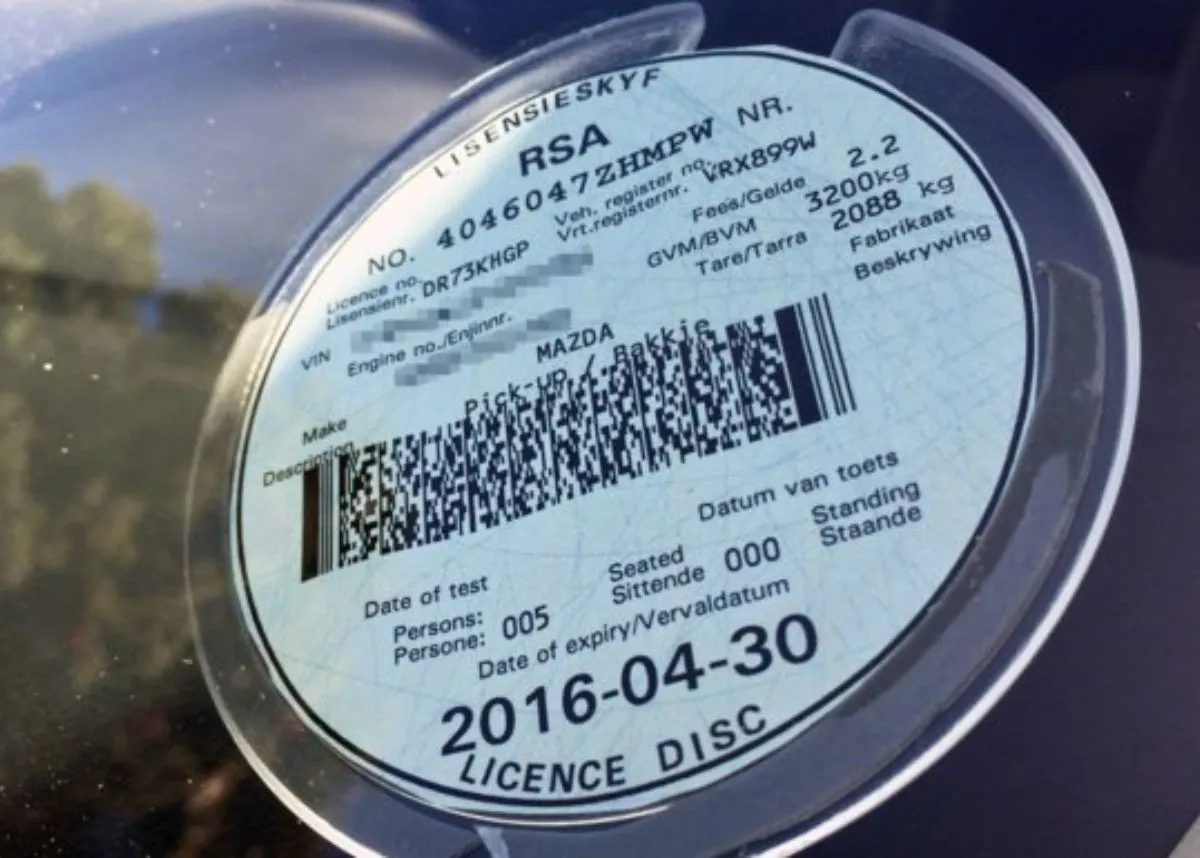 LISENSIESKYF
RSA
NO. 4046047ZHMPW NR.
Licence no. Veh. register no.
Lisensienr. DR73KHGP Vrt.registernr. VRX899W
VIN Fees/Gelde 2.2
Engine no./Enjinnr. GVM/BVM 3200kg
Tare/Tarra 2088 kg
Make MAZDA Fabrikaat
Description Pick-up / Bakkie Beskrywing
Date of test Datum van toets
Persons: Seated Standing
Persone: 005 Sittende 000 Staande
Date of expiry/Vervaldatum
2016-04-30
LICENCE DISC